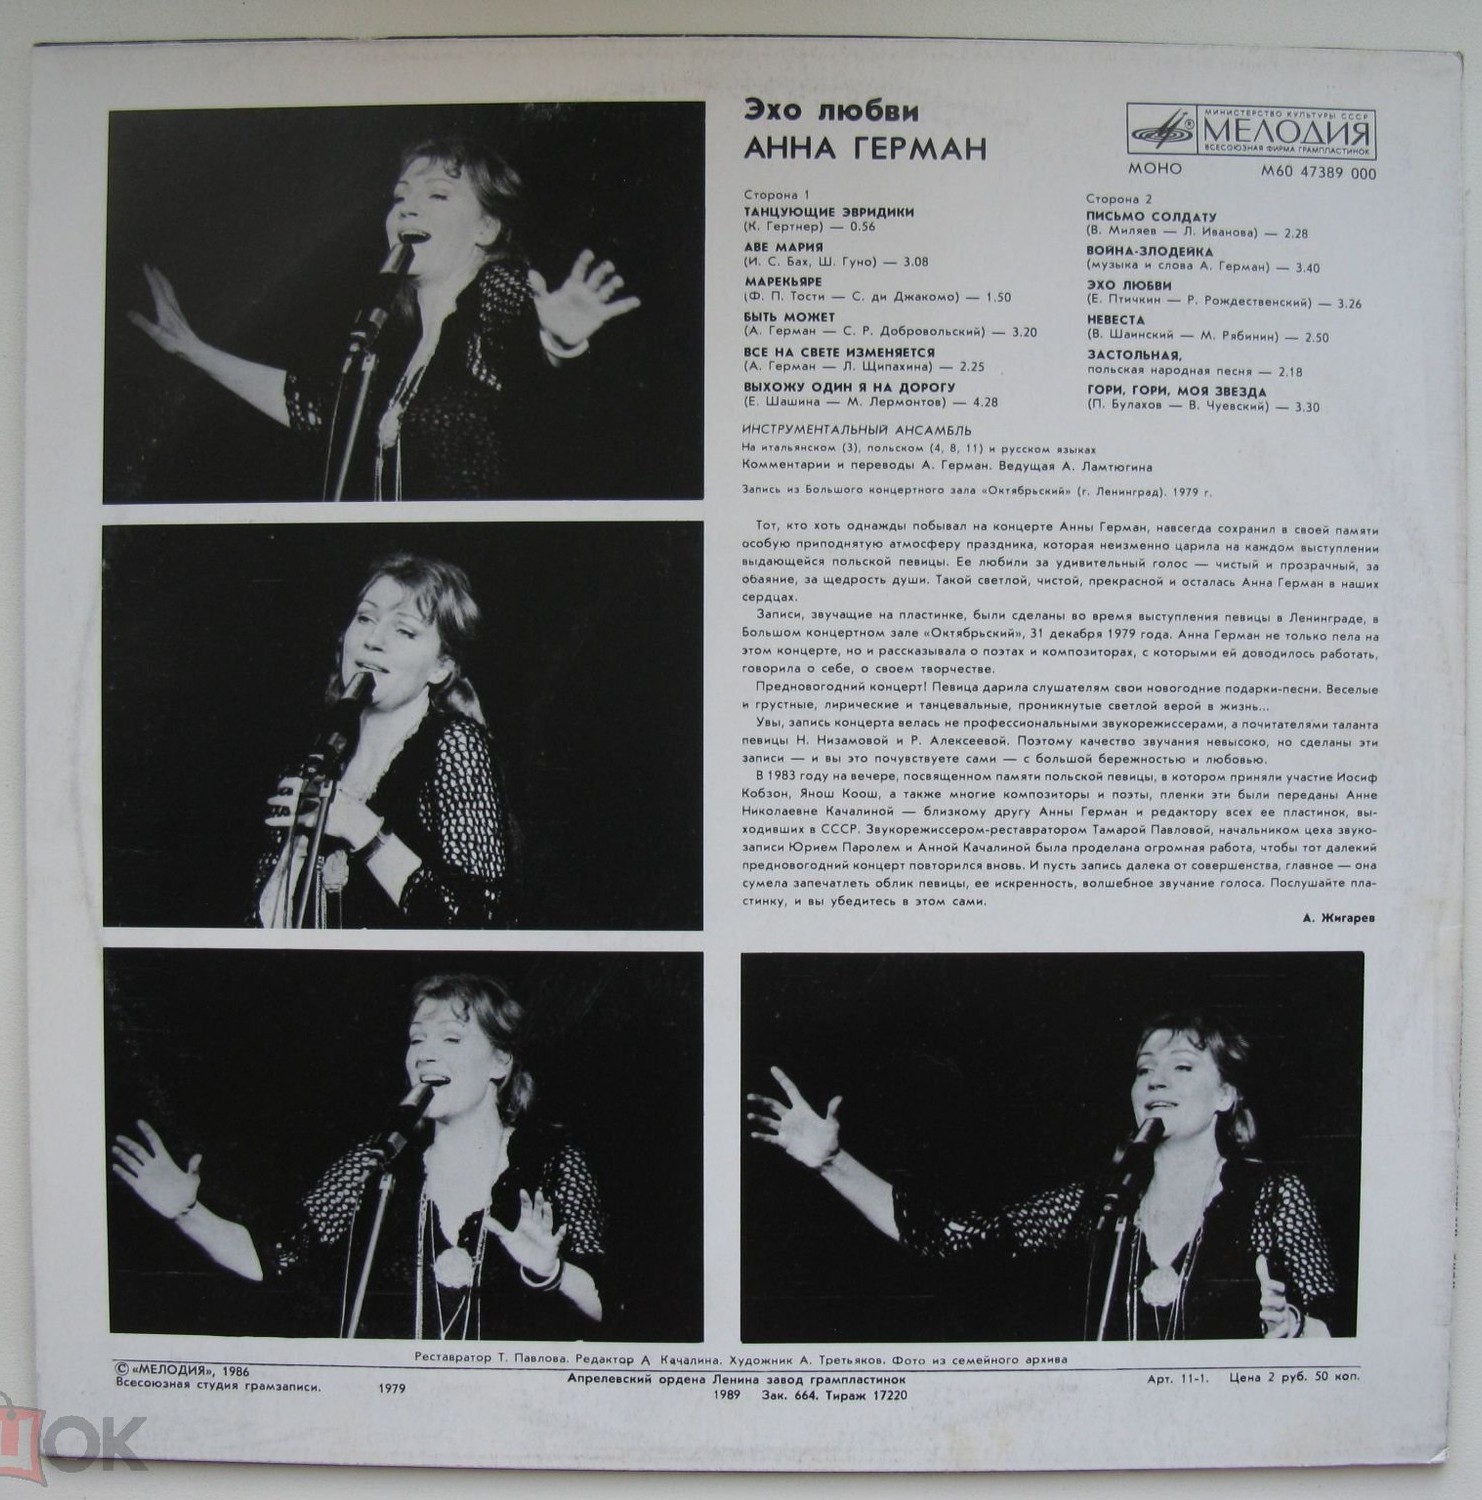 Эхо любви
АННА ГЕРМАН
МИНИСТЕРСТВО КУЛЬТУРЫ СССР
МЕЛОДИЯ
ВСЕСОЮЗНАЯ ФИРМА ГРАМПЛАСТИНОК
МОНО М60 47389 000
Сторона 1
ТАНЦУЮЩИЕ ЭВРИДИКИ
(К. Гертнер) — 0.56
АВЕ МАРИЯ
(И. С. Бах, Ш. Гуно) — 3.08
МАРЕКЬЯРЕ
(Ф. П. Тости — С. ди Джакомо) — 1.50
БЫТЬ МОЖЕТ
(А. Герман — С. Р. Добровольский) — 3.20
ВСЕ НА СВЕТЕ ИЗМЕНЯЕТСЯ
(А. Герман — Л. Щипахина) — 2.25
ВЫХОЖУ ОДИН Я НА ДОРОГУ
(Е. Шашина — М. Лермонтов) — 4.28
Сторона 2
ПИСЬМО СОЛДАТУ
(В. Миляев — Л. Иванова) — 2.28
ВОЙНА-ЗЛОДЕЙКА
(музыка и слова А. Герман) — 3.40
ЭХО ЛЮБВИ
(Е. Птичкин — Р. Рождественский) — 3.26
НЕВЕСТА
(В. Шаинский — М. Рябинин) — 2.50
ЗАСТОЛЬНАЯ,
польская народная песня — 2.18
ГОРИ, ГОРИ, МОЯ ЗВЕЗДА
(П. Булахов — В. Чуевский) — 3.30
ИНСТРУМЕНТАЛЬНЫЙ АНСАМБЛЬ
На итальянском (3), польском (4, 8, 11) и русском языках
Комментарии и переводы А. Герман. Ведущая А. Ламтюгина
Запись из Большого концертного зала «Октябрьский» (г. Ленинград). 1979 г.
Тот, кто хоть однажды побывал на концерте Анны Герман, навсегда сохранил в своей памяти
особую приподнятую атмосферу праздника, которая неизменно царила на каждом выступлении
выдающейся польской певицы. Ее любили за удивительный голос — чистый и прозрачный, за
обаяние, за щедрость души. Такой светлой, чистой, прекрасной и осталась Анна Герман в наших
сердцах.
Записи, звучащие на пластинке, были сделаны во время выступления певицы в Ленинграде, в
Большом концертном зале «Октябрьский», 31 декабря 1979 года. Анна Герман не только пела на
этом концерте, но и рассказывала о поэтах и композиторах, с которыми ей доводилось работать,
говорила о себе, о своем творчестве.
Предновогодний концерт! Певица дарила слушателям свои новогодние подарки-песни. Веселые
и грустные, лирические и танцевальные, проникнутые светлой верой в жизнь...
Увы, запись концерта велась не профессиональными звукорежиссерами, а почитателями таланта
певицы Н. Низамовой и Р. Алексеевой. Поэтому качество звучания невысоко, но сделаны эти
записи — и вы это почувствуете сами — с большой бережностью и любовью.
В 1983 году на вечере, посвященном памяти польской певицы, в котором приняли участие Иосиф
Кобзон, Янош Коош, а также многие композиторы и поэты, пленки эти были переданы Анне
Николаевне Качалиной — близкому другу Анны Герман и редактору всех ее пластинок, вы-
ходивших в СССР. Звукорежиссером-реставратором Тамарой Павловой, начальником цеха звуко-
записи Юрием Паролем и Анной Качалиной была проделана огромная работа, чтобы тот далекий
предновогодний концерт повторился вновь. И пусть запись далека от совершенства, главное — она
сумела запечатлеть облик певицы, ее искренность, волшебное звучание голоса. Послушайте пла-
стинку, и вы убедитесь в этом сами.
А. Жигарев
Реставратор Т. Павлова. Редактор А Качалина. Художник А. Третьяков. Фото из семейного архива
© «МЕЛОДИЯ», 1986
Всесоюзная студия грамзаписи. 1979
Апрелевский ордена Ленина завод грампластинок
1989 Зак. 664. Тираж 17220
Арт. 11-1. Цена 2 руб. 50 коп.
ОК